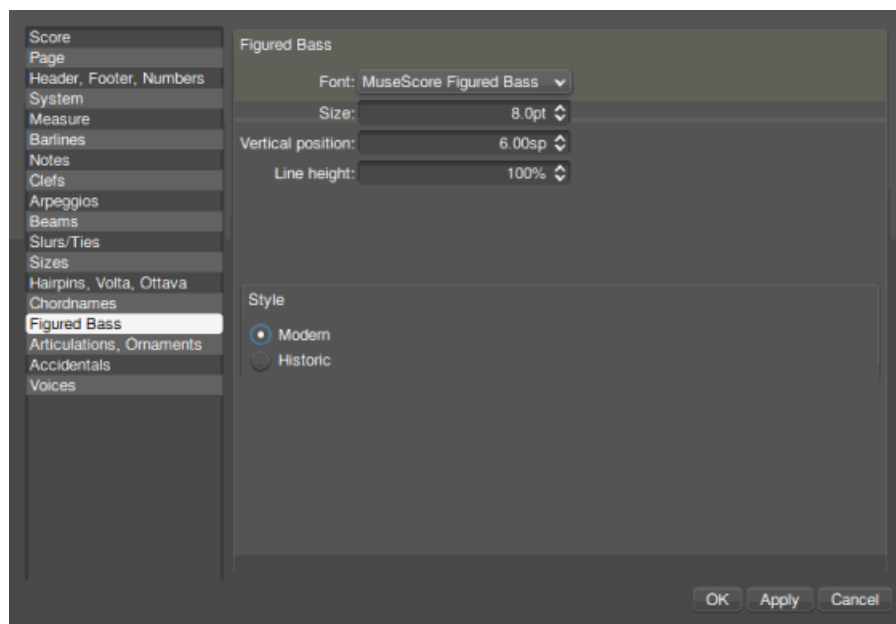 Score
Page
Header, Footer, Numbers
System
Measure
Barlines
Notes
Clefs
Arpeggios
Beams
Slurs/Ties
Sizes
Hairpins, Volta, Ottava
Chordnames
Figured Bass
Articulations, Ornaments
Accidentals
Voices
Figured Bass
Font: MuseScore Figured Bass
Size: 8.0pt
Vertical position: 6.00sp
Line height: 100%
Style
Modern
Historic
OK Apply Cancel